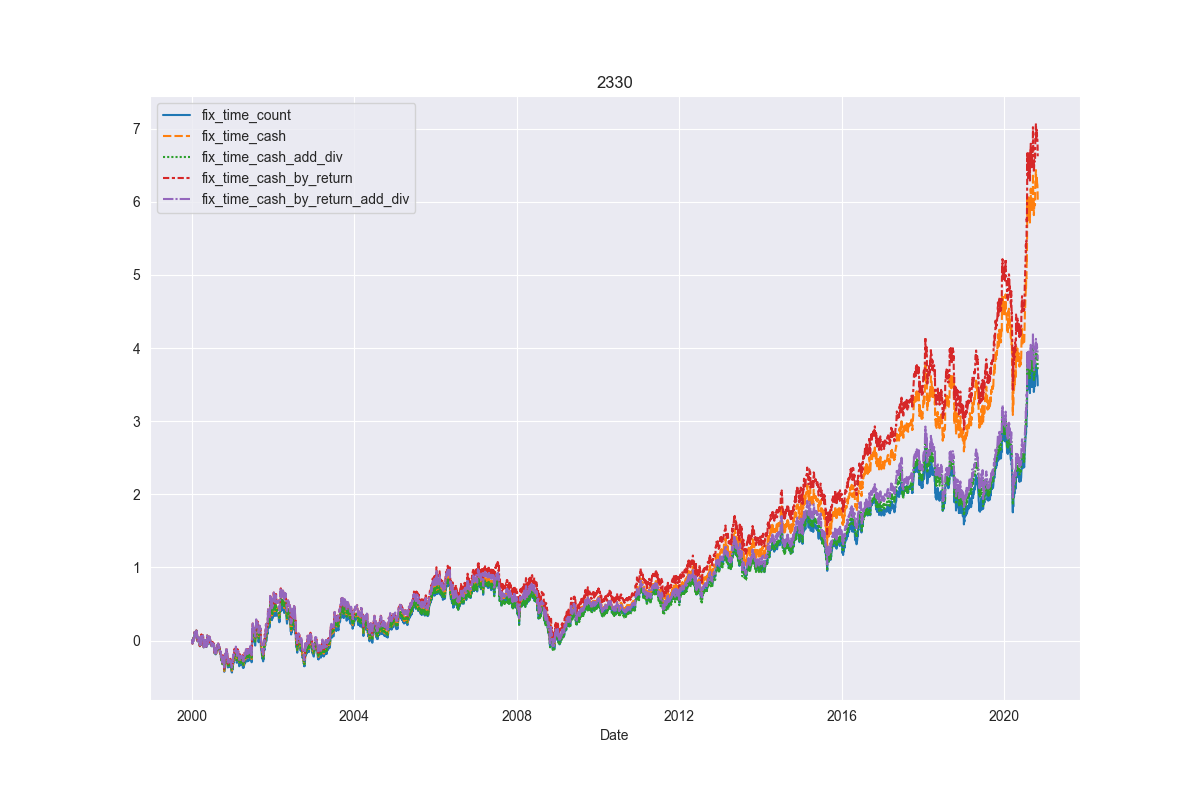 2330
fix_time_count
fix_time_cash
fix_time_cash_add_div
fix_time_cash_by_return
fix_time_cash_by_return_add_div
7
6
5
4
3
2
1
0
2000 2004 2008 2012 2016 2020
Date